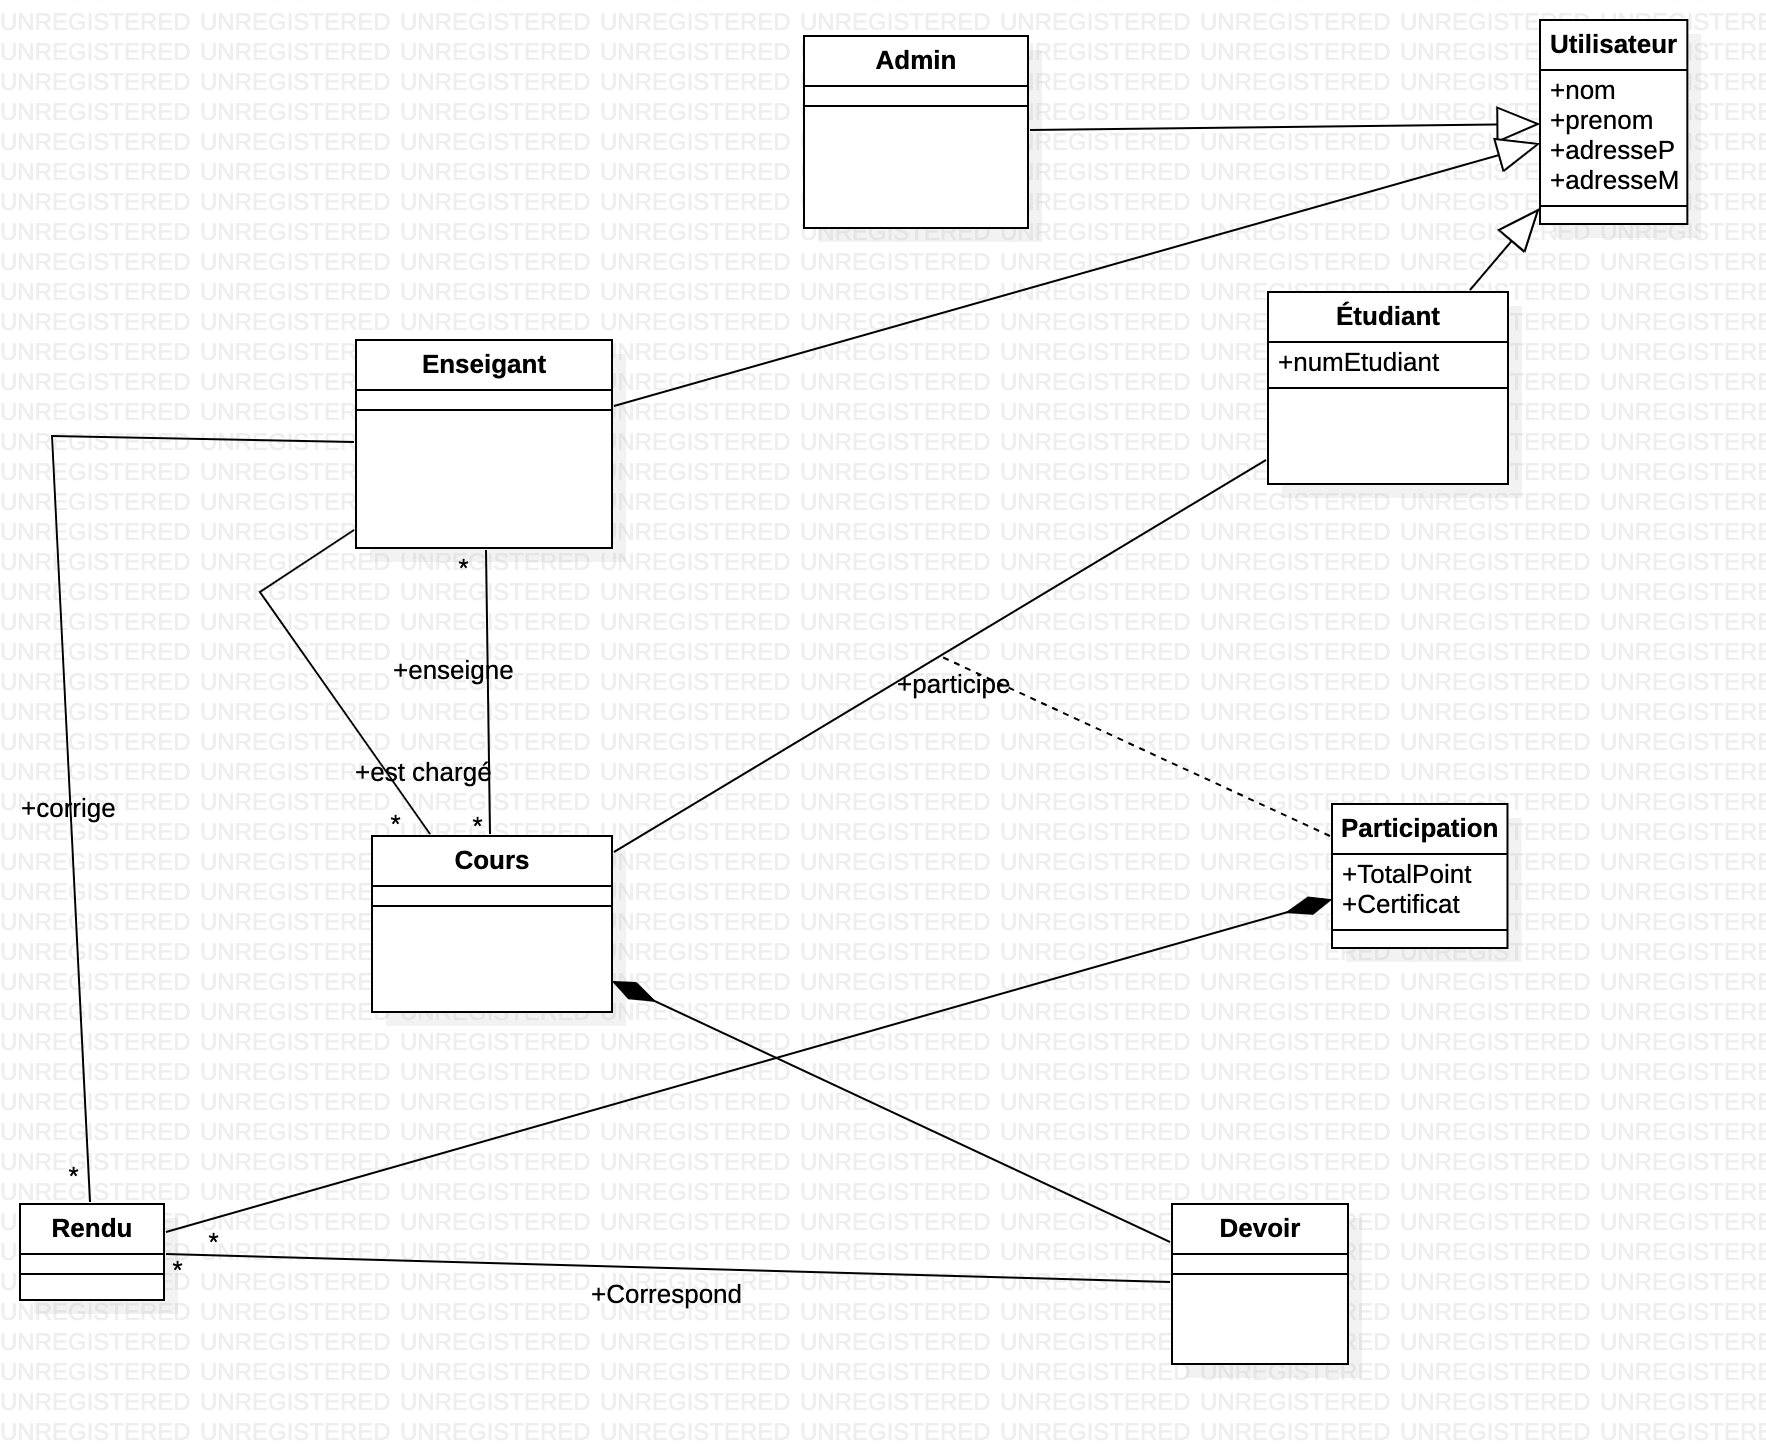 Admin
Utilisateur
+nom
+prenom
+adresseP
+adresseM
Étudiant
+numEtudiant
Enseigant
*
+enseigne
+participe
+est chargé
+corrige
*
*
Cours
Participation
+TotalPoint
+Certificat
*
Rendu
*
*
+Correspond
Devoir
UNREGISTERED